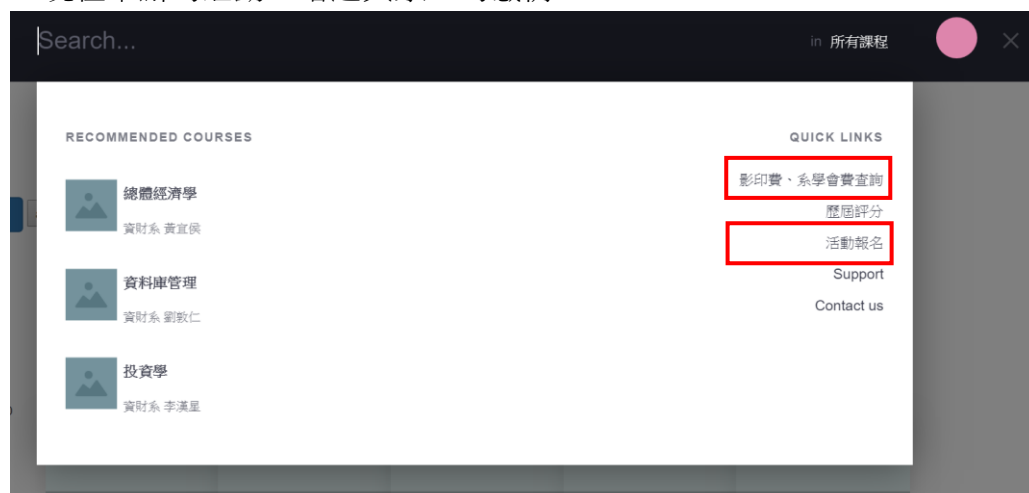 Search...
in 所有課程
RECOMMENDED COURSES
總體經濟學
資財系 黃宜侯
資料庫管理
資財系 劉敦仁
投資學
資財系 李漢星
QUICK LINKS
影印費、系學會費查詢
歷屆評分
活動報名
Support
Contact us